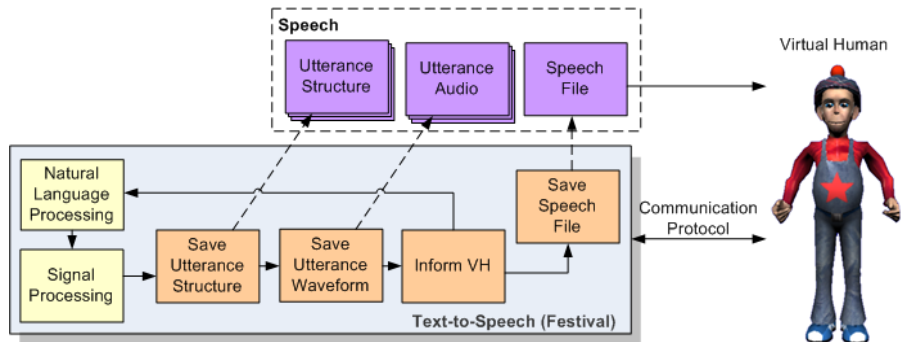 Speech
Utterance
Structure
Utterance
Audio
Speech
File
Virtual Human
Natural
Language
Processing
Signal
Processing
Save
Utterance
Structure
Save
Utterance
Waveform
Inform VH
Save
Speech
File
Communication
Protocol
Text-to-Speech (Festival)